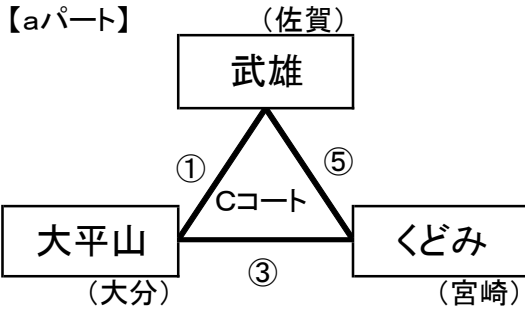 【aパート】
（佐賀）
武雄
①
⑤
Cコート
大平山
くどみ
③
（大分）
（宮崎）